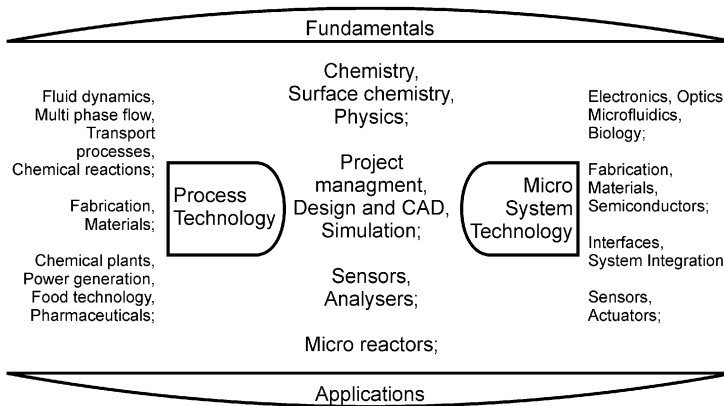 Fundamentals
Fluid dynamics,
Multi phase flow,
Transport
processes,
Chemical reactions;
Fabrication,
Materials;
Chemical plants,
Power generation,
Food technology,
Pharmaceuticals;
Process
Technology
Chemistry,
Surface chemistry,
Physics;
Project
managment,
Design and CAD,
Simulation;
Sensors,
Analysers;
Micro reactors;
Micro
System
Technology
Electronics, Optics
Microfluidics,
Biology;
Fabrication,
Materials,
Semiconductors;
Interfaces,
System Integration
Sensors,
Actuators;
Applications